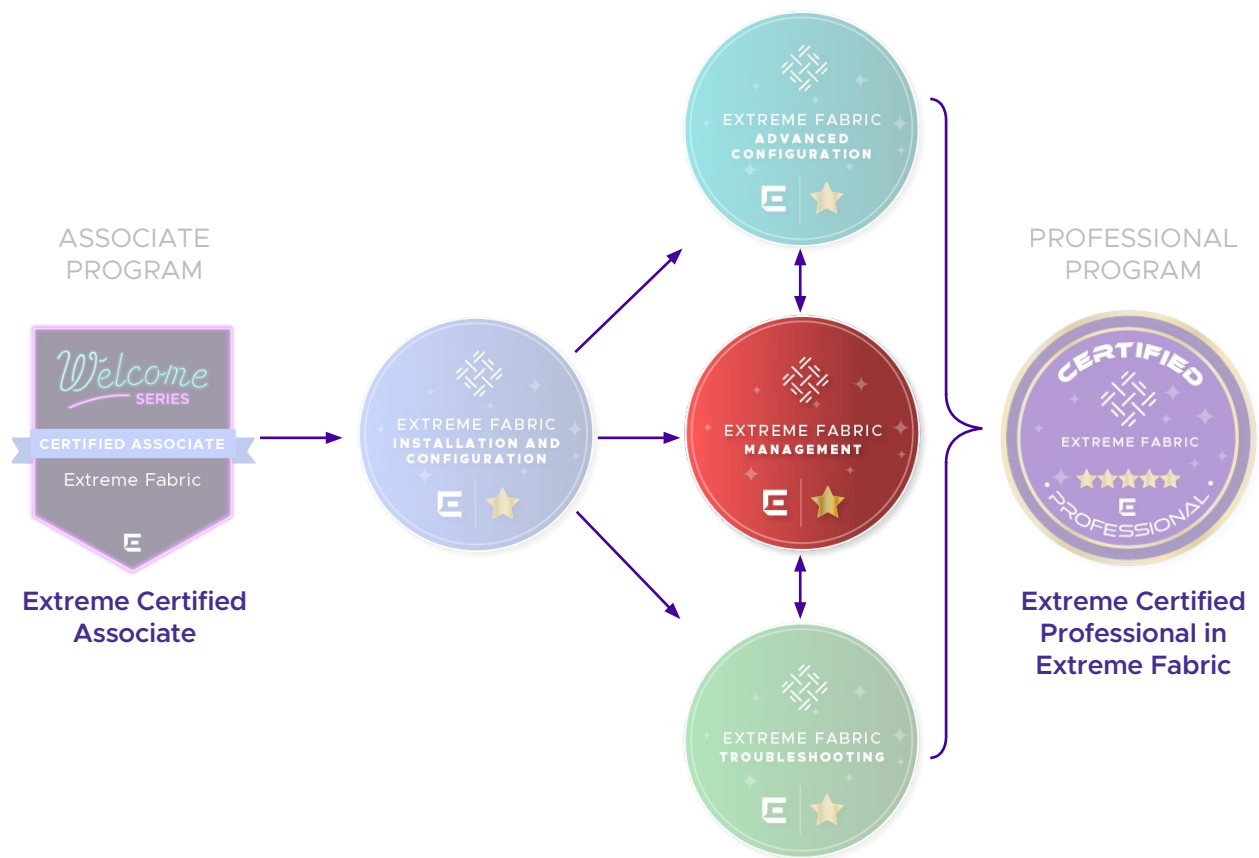 ASSOCIATE
PROGRAM
Welcome
SERIES
CERTIFIED ASSOCIATE
Extreme Fabric
Extreme Certified
Associate
EXTREME FABRIC
INSTALLATION AND
CONFIGURATION
EXTREME FABRIC
ADVANCED
CONFIGURATION
EXTREME FABRIC
MANAGEMENT
EXTREME FABRIC
TROUBLESHOOTING
PROFESSIONAL
PROGRAM
CERTIFIED
EXTREME FABRIC
PROFESSIONAL
Extreme Certified
Professional in
Extreme Fabric